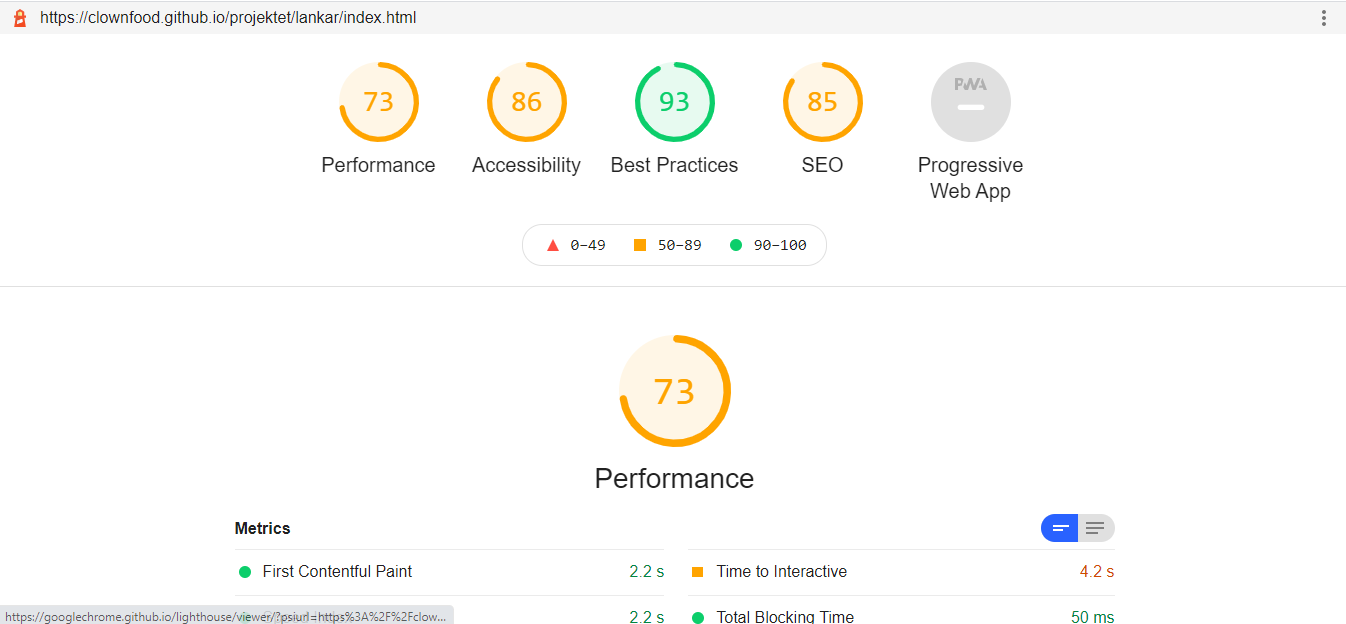 https://clownfood.github.io/projektet/lankar/index.html
73 86 93 85 PWA
Performance Accessibility Best Practices SEO Progressive
Web App
0–49 50–89 90–100
73
Performance
Metrics
First Contentful Paint 2.2 s Time to Interactive 4.2 s
2.2 s Total Blocking Time 50 ms
https://googlechrome.github.io/lighthouse/viewer/?psiurl=https%3A%2F%2Fclow...